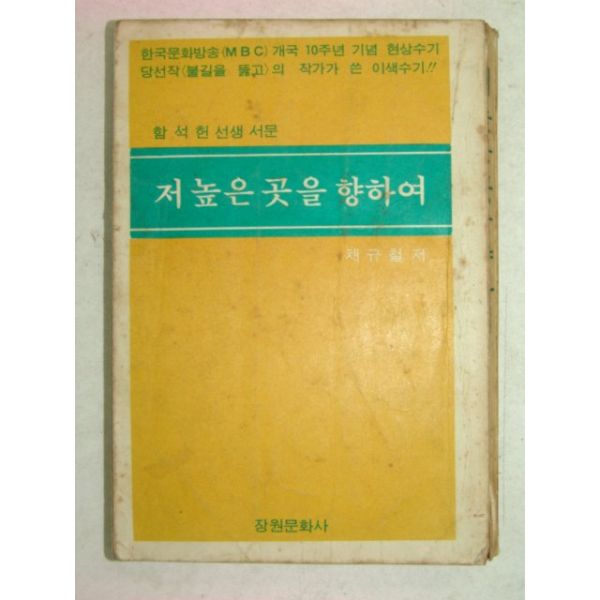 한국문화방송〈MBC〉개국 10주년 기념 현상수기
당선작〈불길을 뚫고〉의 작가가 쓴 이색수기!!
함석헌 선생 서문
저 높은 곳을 향하여
채규철 저
장원문화사